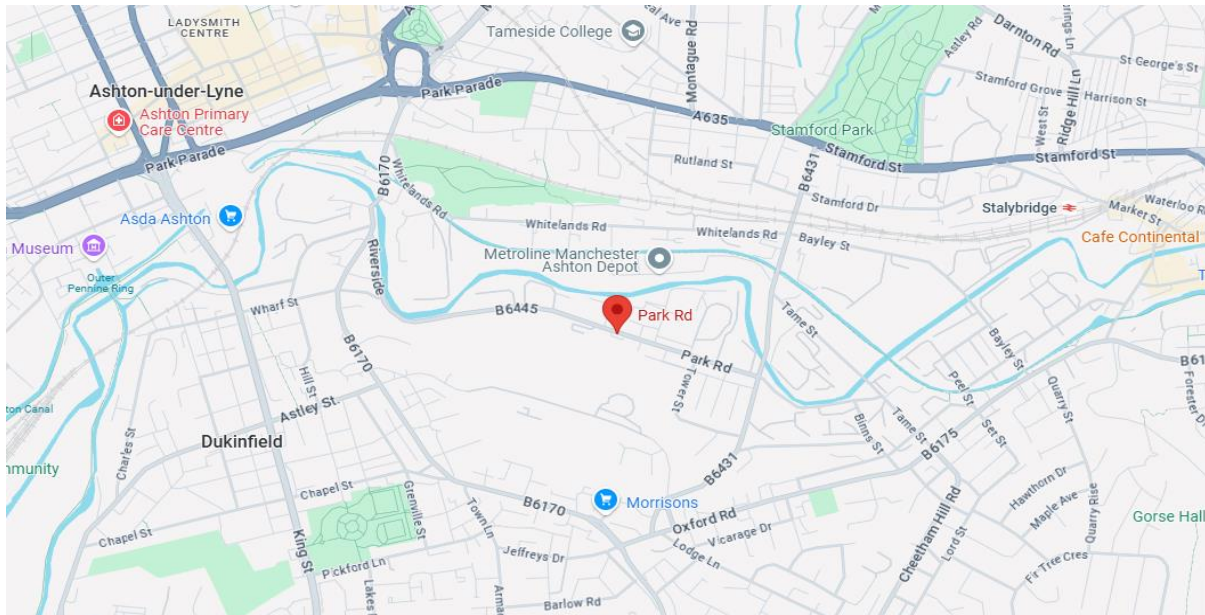 LADYSMITH
CENTRE
Ashton-under-Lyne
Ashton Primary
Care Centre
Park Parade
Park Parade
Tameside College
Montague Rd
A635
Astley Rd
Darnton Rd
St George's St
Stamford Grove
Harrison St
West St
Ridge Hill Ln
Stamford Park
Stamford St
Stamford St
Rutland St
B6431
Stamford Dr
B6170
Whitelands Rd
Asda Ashton
Museum
Outer
Pennine Ring
Riverside
Whitelands Rd
Whitelands Rd
Bayley St
Stalybridge
Market St
Waterloo R
Cafe Continental
Metroline Manchester
Ashton Depot
Wharf St
B6445
Park Rd
Park Rd
Tame St
Bayley St
B6170
Hill St
Tower St
Peel St
Quarry St
B61
Forester Dr
Astley St.
ton Canal
Dukinfield
Binns St
Tame St
Set St
B6175
Charles St
mmunity
B6431
Chapel St
Grenville St
B6170
Morrisons
Oxford Rd
Vicarage Dr
Hawthorn Dr
Maple Ave
Quarry Rise
Gorse Hall
Chapel St
King St
Town Ln
Jeffreys Dr
Lodge Ln
Cheetham Hill Rd
Lord St
Fir Tree Cres
Pickford Ln
Lakes
Arma
Barlow Rd